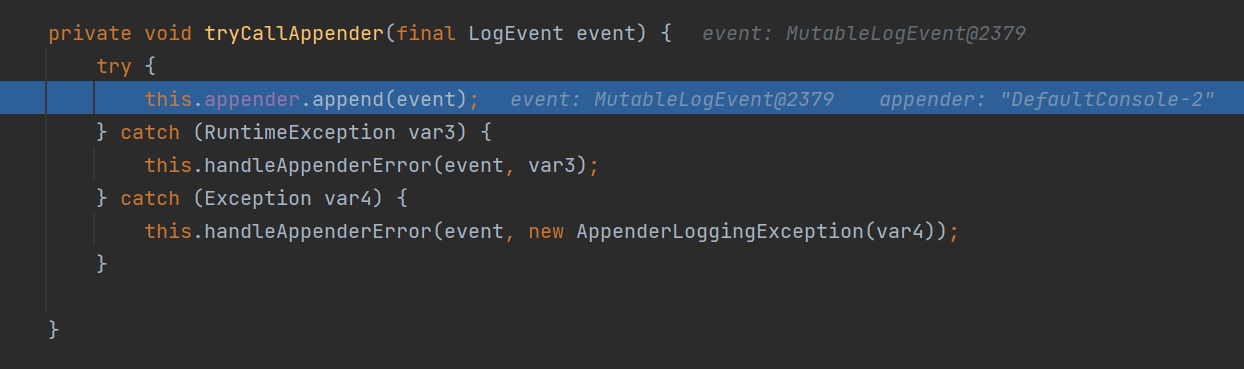 private void tryCallAppender(final LogEvent event) {  event: MutableLogEvent@2379
    try {
        this.appender.append(event);  event: MutableLogEvent@2379    appender: "DefaultConsole-2"
    } catch (RuntimeException var3) {
        this.handleAppenderError(event, var3);
    } catch (Exception var4) {
        this.handleAppenderError(event, new AppenderLoggingException(var4));
    }
}